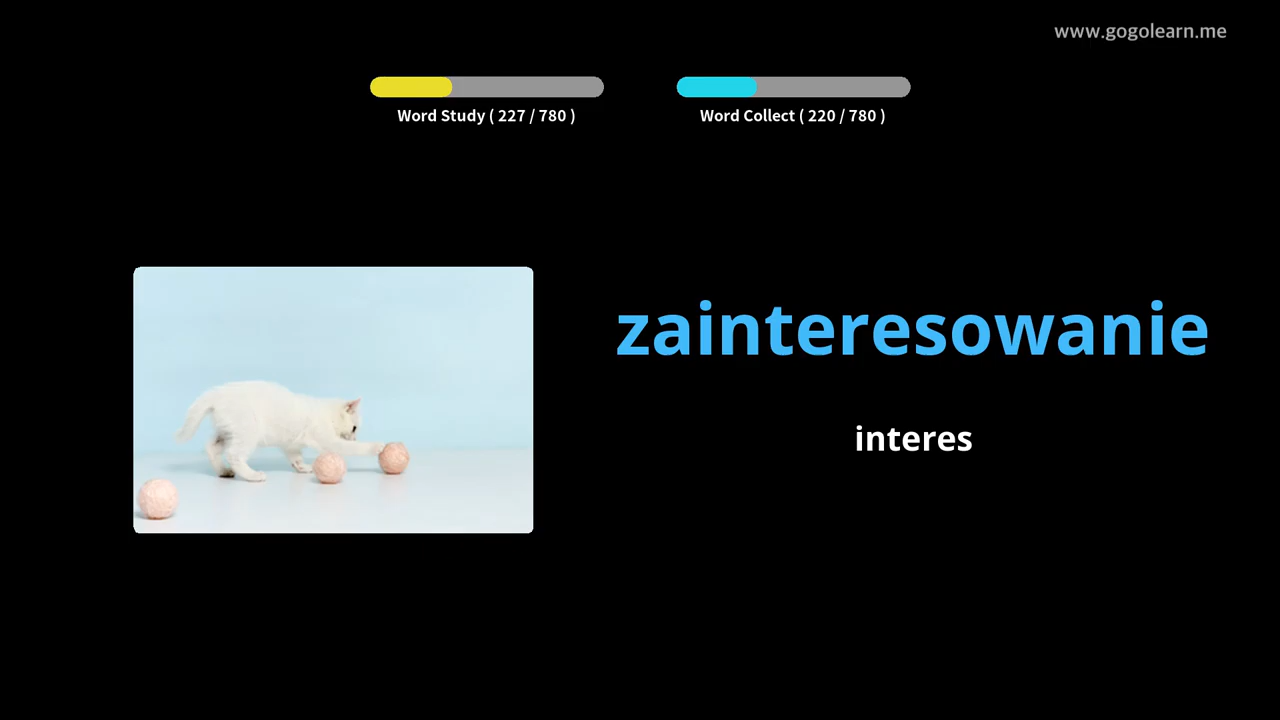 www.gogolearn.me
Word Study ( 227 / 780 )
Word Collect ( 220 / 780 )
zainteresowanie
interes